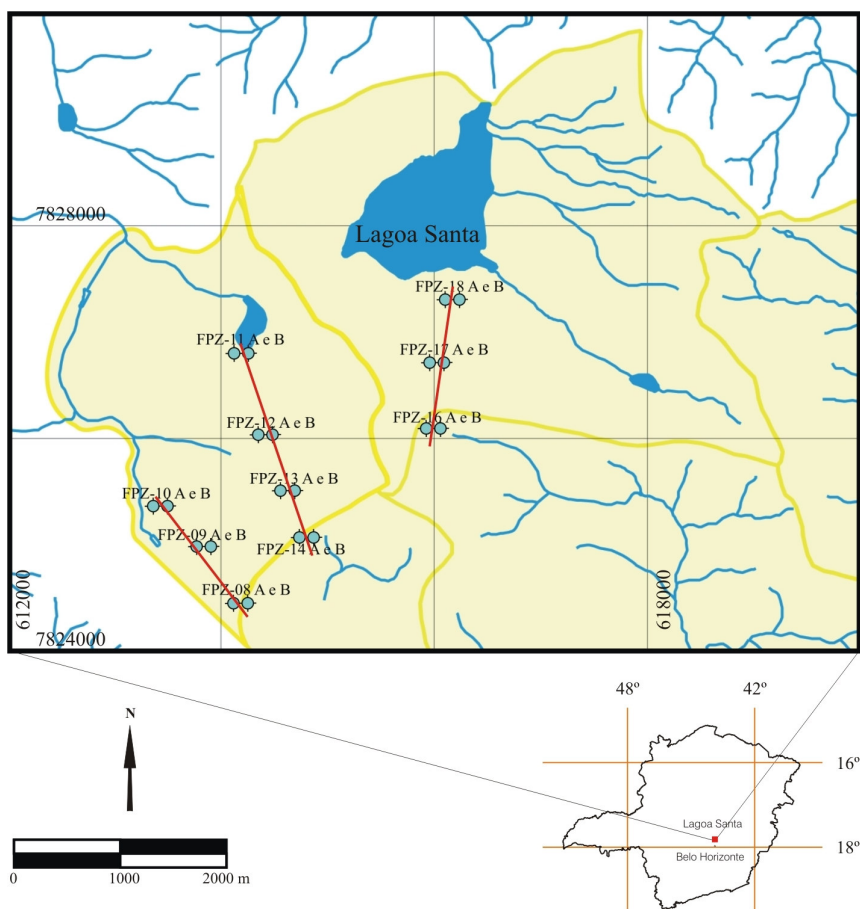 7828000
Lagoa Santa
FPZ-18 A e B
FPZ-11 A e B
FPZ-17 A e B
FPZ-12 A e B
FPZ-16 A e B
FPZ-13 A e B
FPZ-10 A e B
FPZ-09 A e B
FPZ-14 A e B
FPZ-08 A e B
612000
618000
7824000
48º
42º
N
16º
Lagoa Santa
18º
Belo Horizonte
0
1000
2000 m